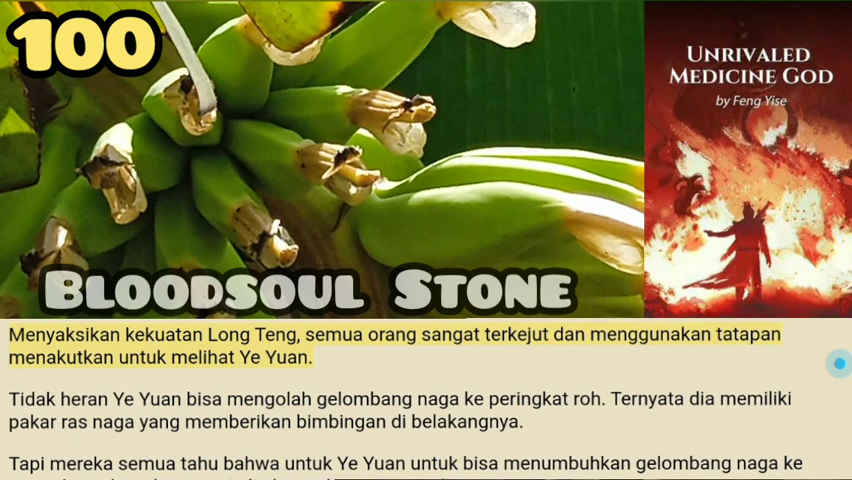 100
UNRIVALED
MEDICINE GOD
by Feng Yise
BLOODSOUL STONE
Menyaksikan kekuatan Long Teng, semua orang sangat terkejut dan menggunakan tatapan
menakutkan untuk melihat Ye Yuan.
Tidak heran Ye Yuan bisa mengolah gelombang naga ke peringkat roh. Ternyata dia memiliki
pakar ras naga yang memberikan bimbingan di belakangnya.
Tapi mereka semua tahu bahwa untuk Ye Yuan untuk bisa menumbuhkan gelombang naga ke